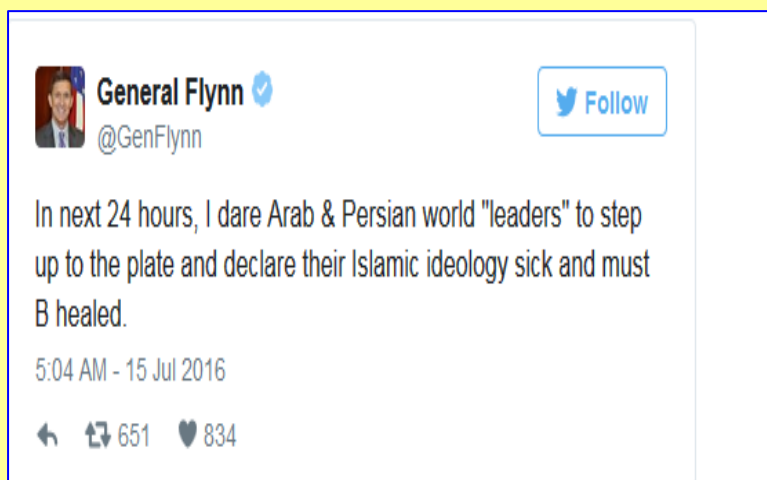 General Flynn
Follow
@GenFlynn
In next 24 hours, I dare Arab & Persian world "leaders" to step
up to the plate and declare their Islamic ideology sick and must
B healed.
5:04 AM - 15 Jul 2016
651 834